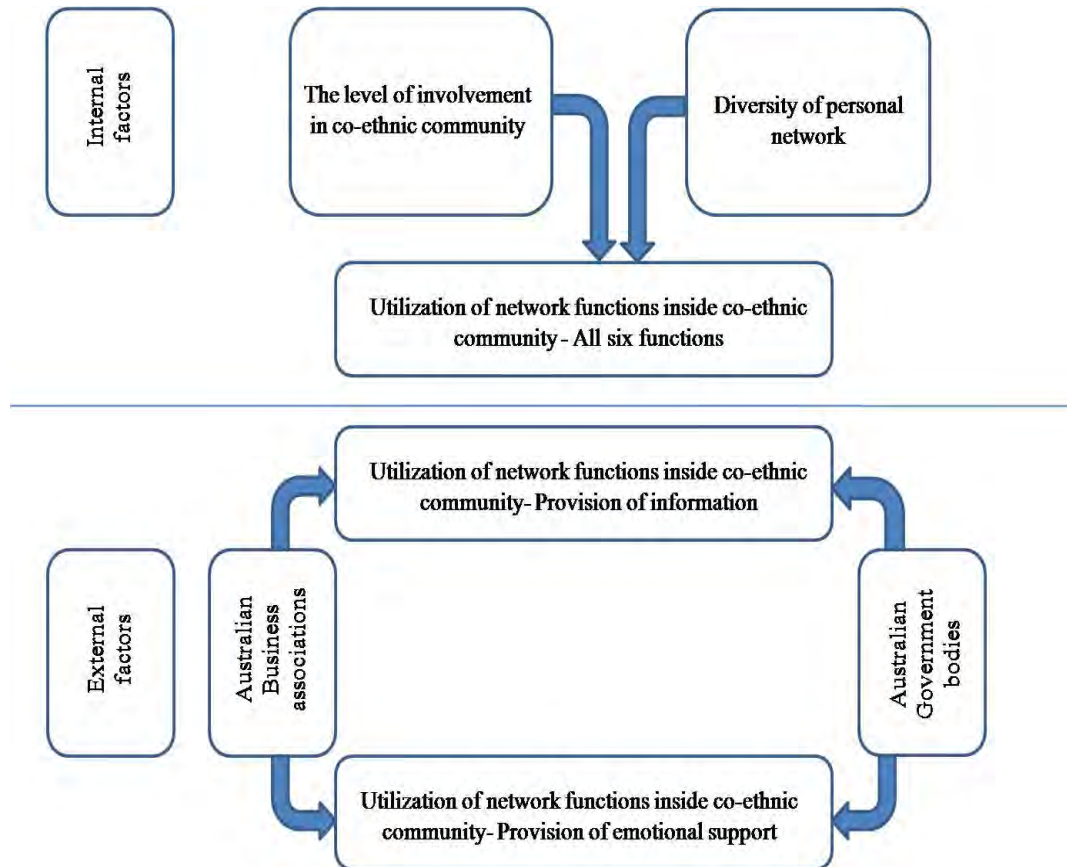 Internal
factors
The level of involvement
in co-ethnic community
Diversity of personal
network
Utilization of network functions inside co-ethnic
community - All six functions
Utilization of network functions inside co-ethnic
community- Provision of information
External
factors
Australian
Business
associations
Australian
Government
bodies
Utilization of network functions inside co-ethnic
community- Provision of emotional support